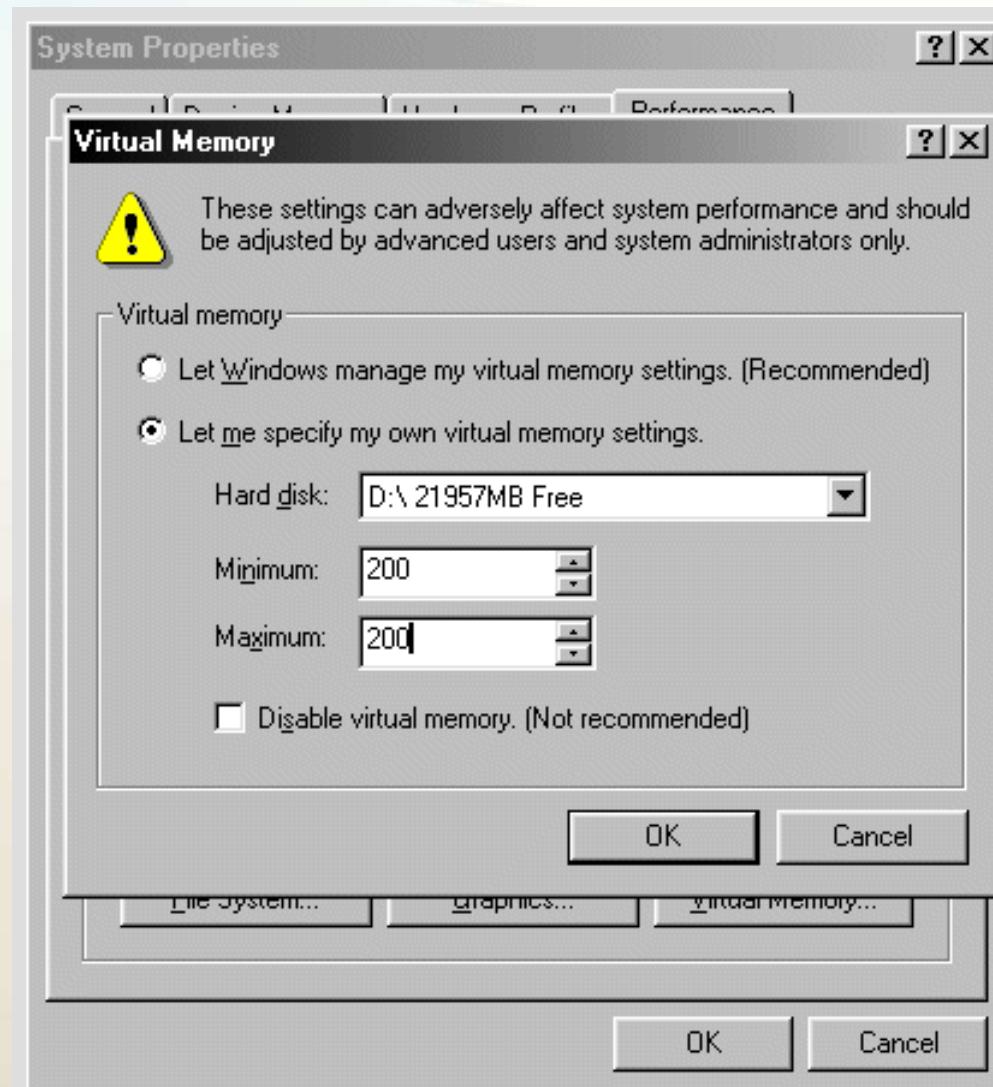 System Properties
Performance
Virtual Memory
These settings can adversely affect system performance and should
be adjusted by advanced users and system administrators only.
Virtual memory
Let Windows manage my virtual memory settings. (Recommended)
Let me specify my own virtual memory settings.
Hard disk: D:\ 21957MB Free
Minimum: 200
Maximum: 200
Disable virtual memory. (Not recommended)
OK Cancel
File System... Graphics... Virtual Memory...
OK Cancel